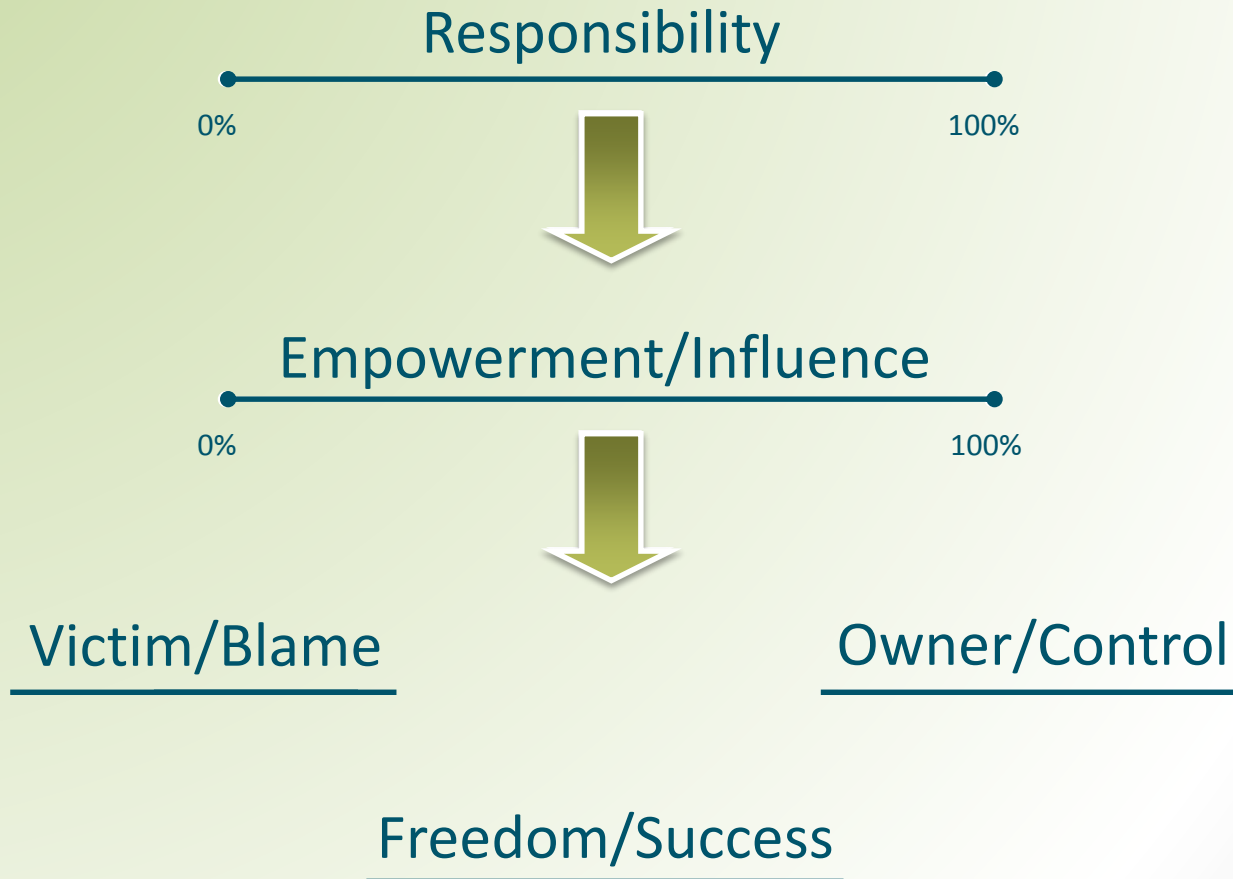 Responsibility
0% 100%
Empowerment/Influence
0% 100%
Victim/Blame Owner/Control
Freedom/Success